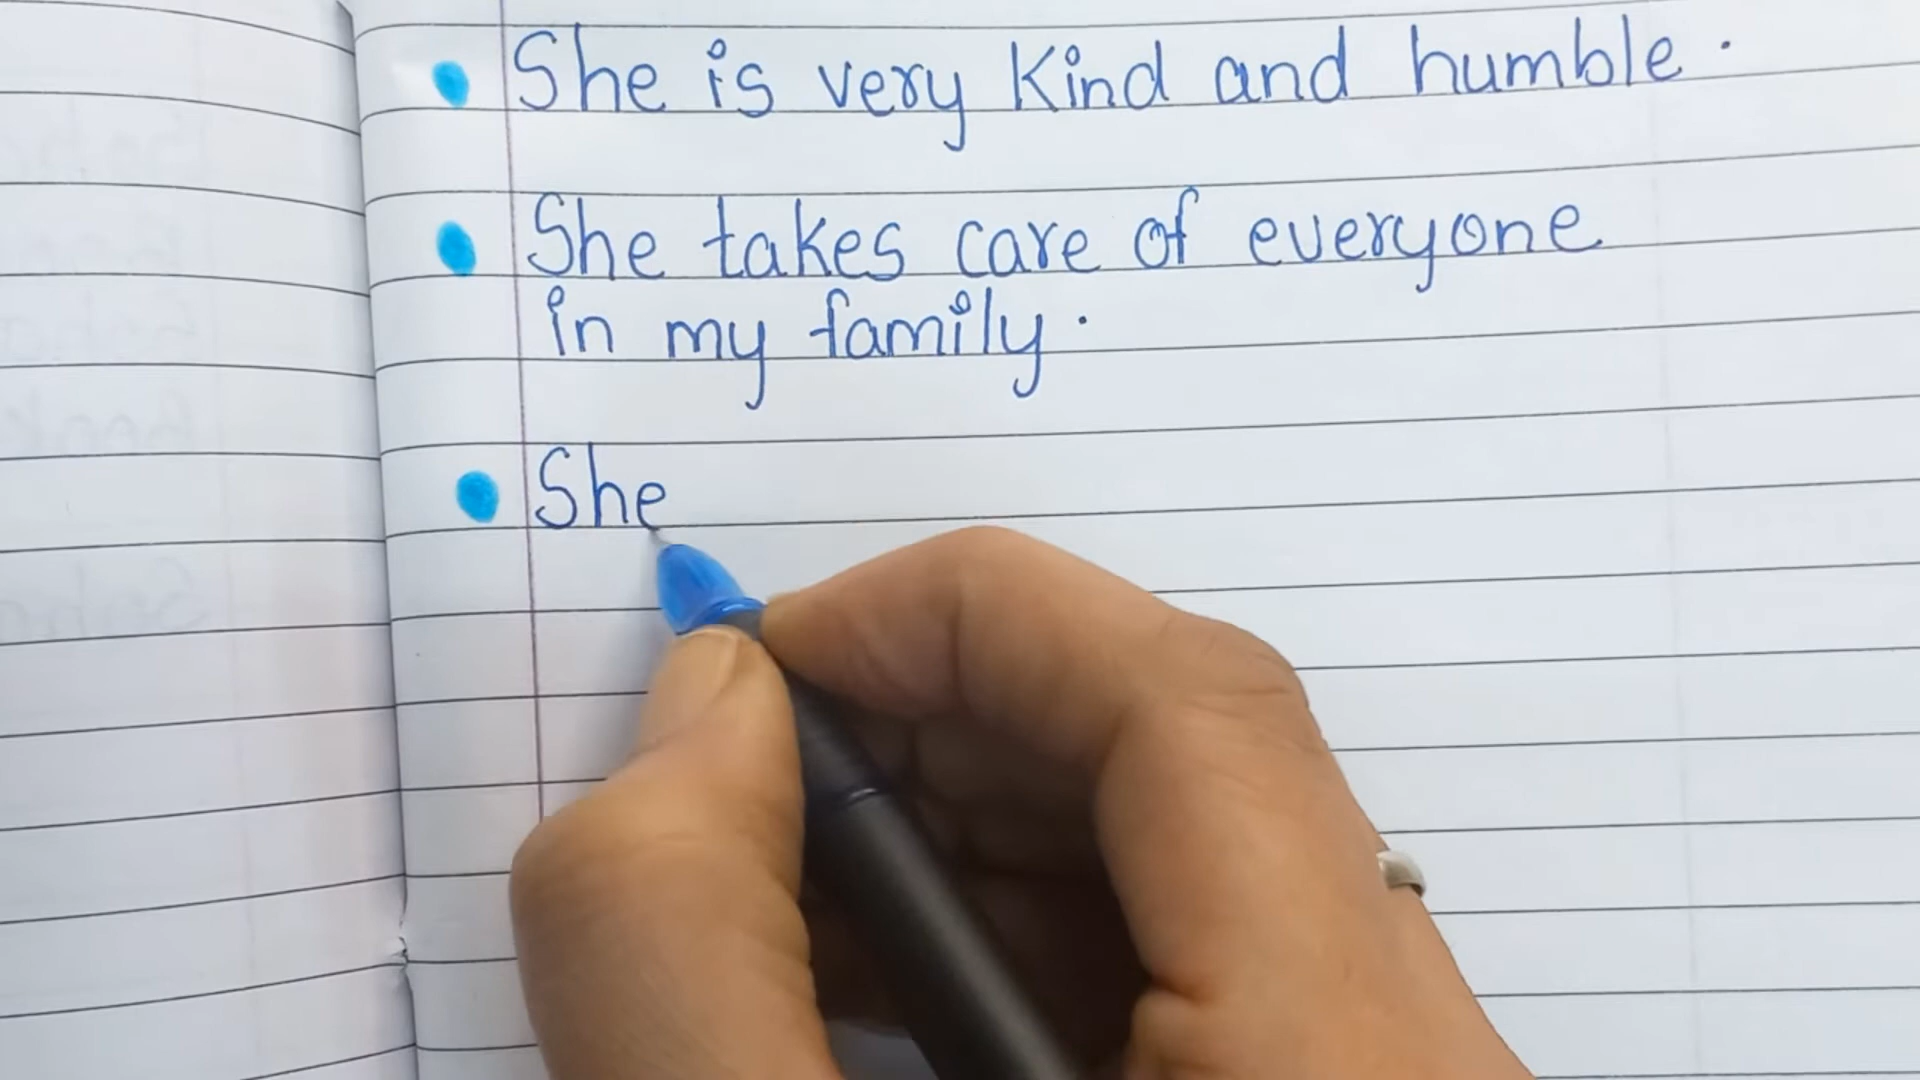 She is very Kind and humble.
She takes care of everyone
in my family.
She